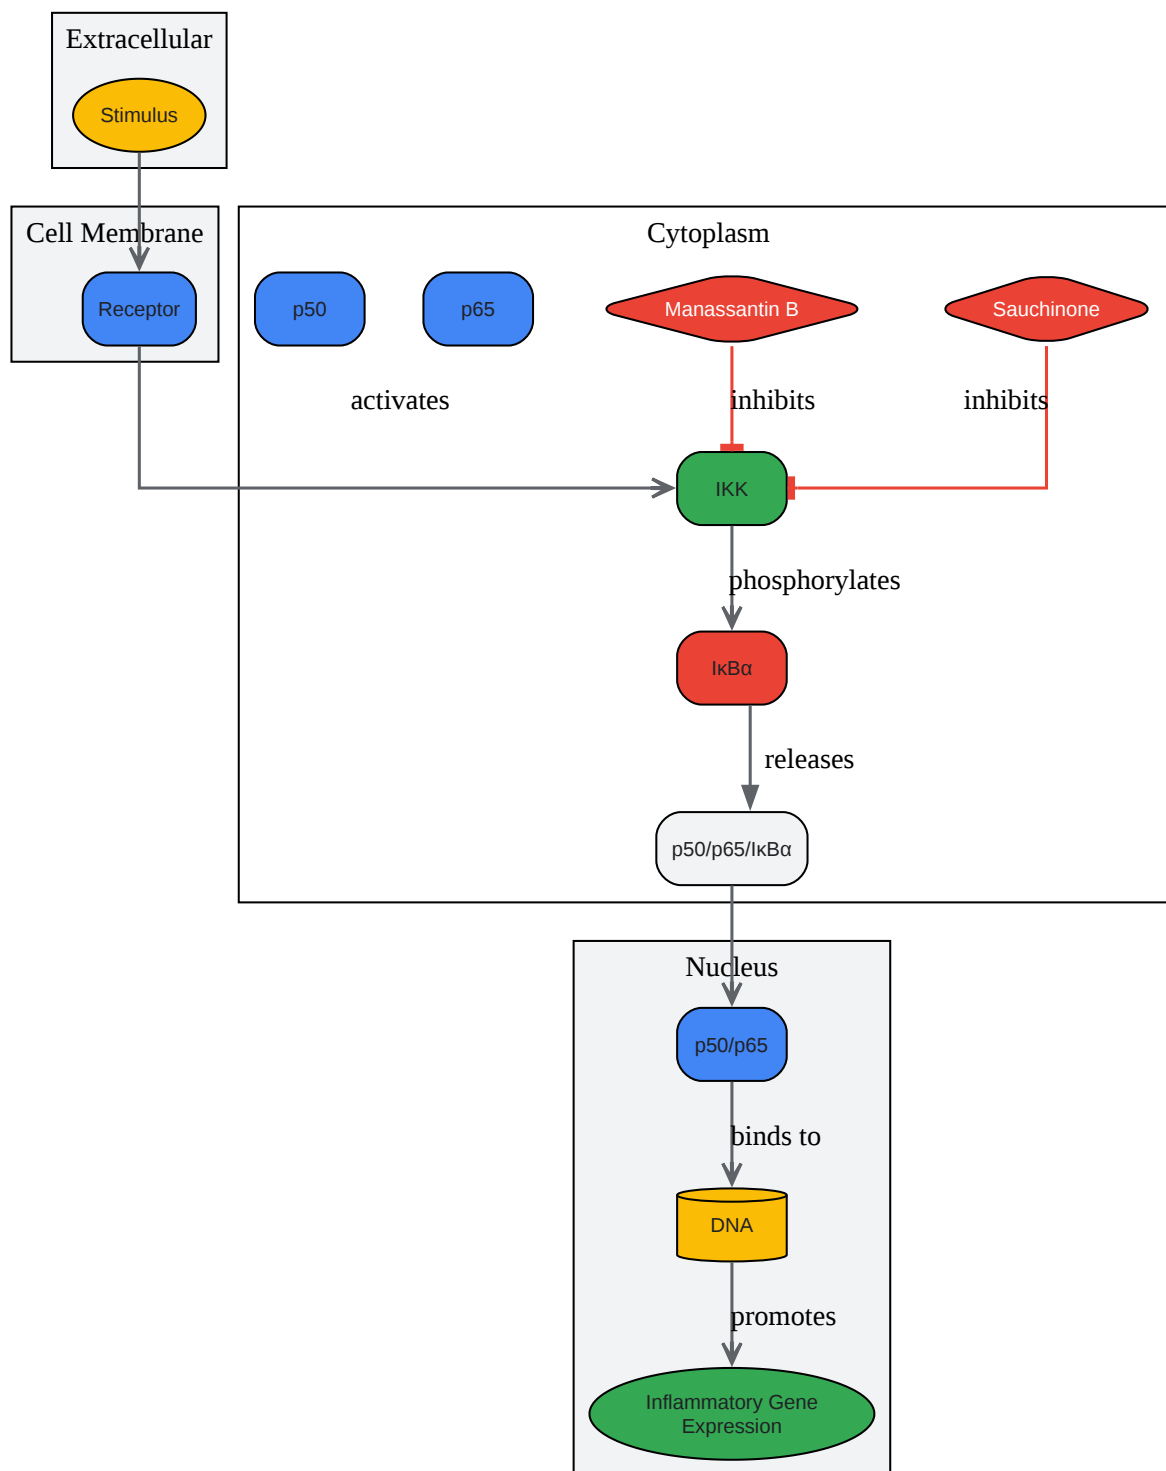 Extracellular
Stimulus
Cell Membrane
Cytoplasm
Receptor
p50
p65
Manassantin B
Sauchinone
activates
inhibits
inhibits
IKK
phosphorylates
IκBα
releases
p50/p65/IκBα
Nucleus
p50/p65
binds to
DNA
promotes
Inflammatory Gene
Expression